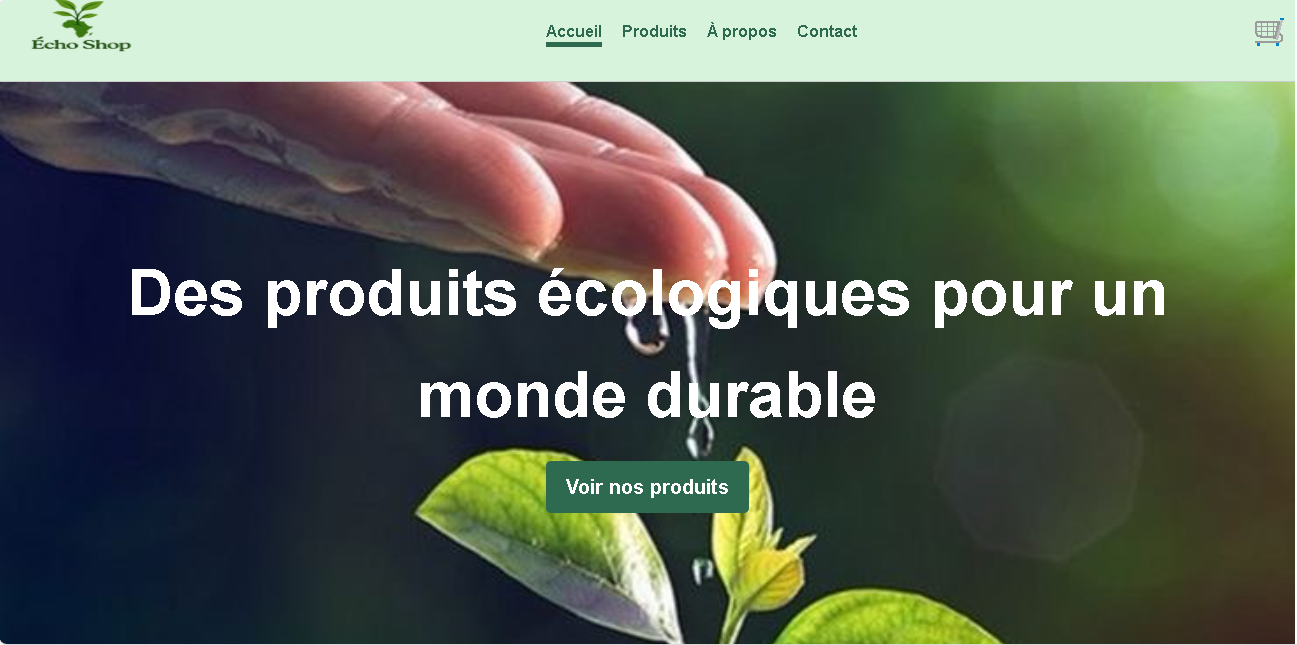 Écho Shop
Accueil Produits À propos Contact
Des produits écologiques pour un
monde durable
Voir nos produits